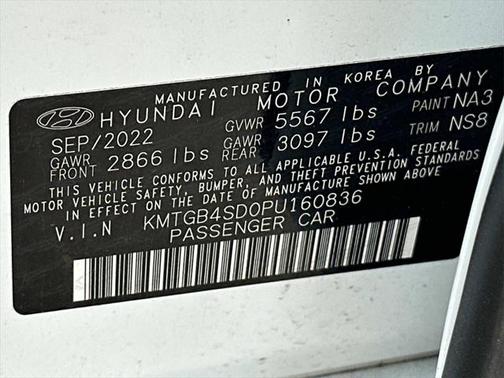 MANUFACTURED IN KOREA BY
HYUNDAI MOTOR COMPANY
SEP/2022 GVWR 5567 lbs PAINT NA3
GAWR FRONT 2866 lbs GAWR REAR 3097 lbs TRIM NS8
THIS VEHICLE CONFORMS TO ALL APPLICABLE U.S.A. FEDERAL
MOTOR VEHICLE SAFETY, BUMPER, AND THEFT PREVENTION STANDARDS
IN EFFECT ON THE DATE OF MANUFACTURE SHOWN ABOVE.
V.I.N KMTGB4SD0PU160836
PASSENGER CAR